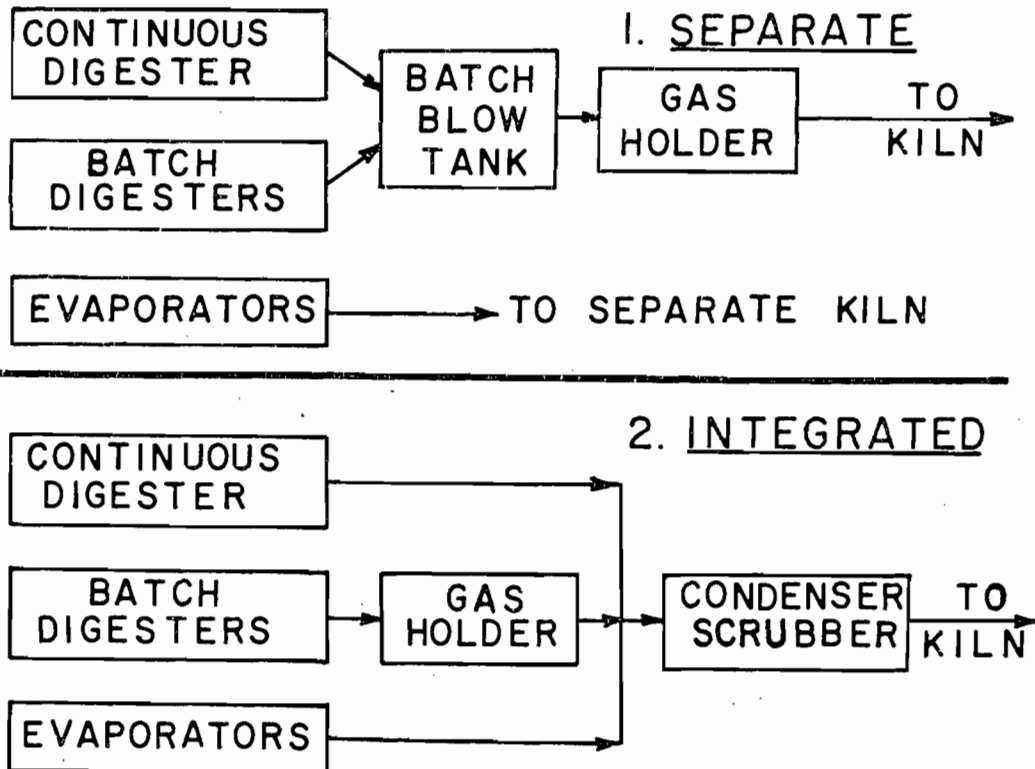 1. SEPARATE
CONTINUOUS
DIGESTER
BATCH
DIGESTERS
BATCH
BLOW
TANK
GAS
HOLDER
TO
KILN
EVAPORATORS
TO SEPARATE KILN
2. INTEGRATED
CONTINUOUS
DIGESTER
BATCH
DIGESTERS
GAS
HOLDER
CONDENSER
SCRUBBER
TO
KILN
EVAPORATORS